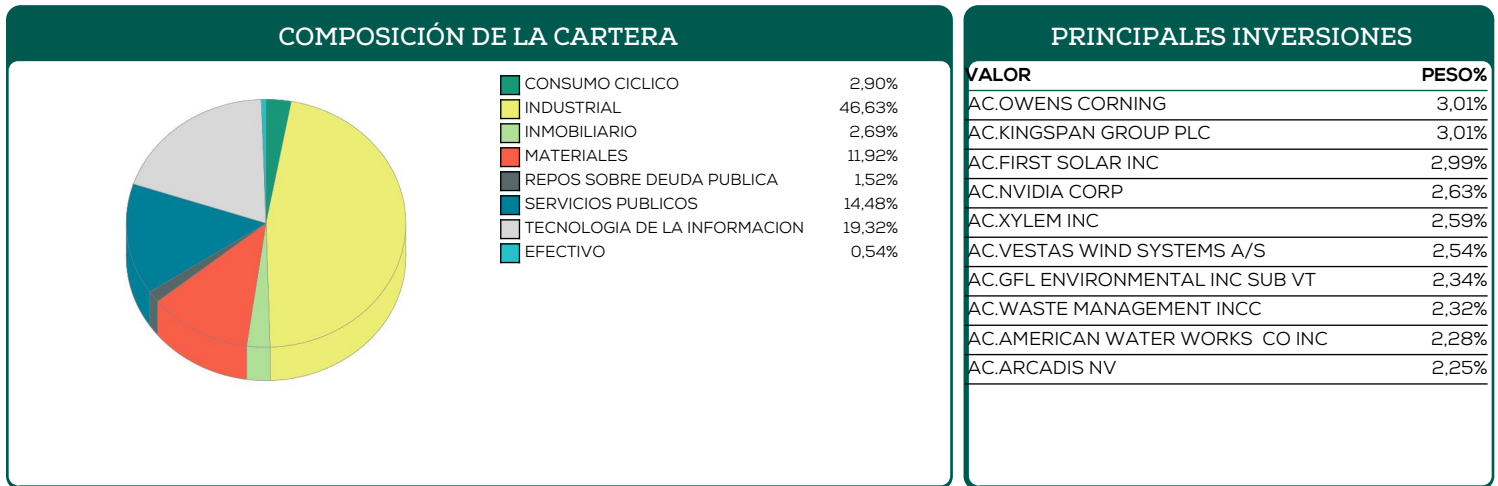 COMPOSICIÓN DE LA CARTERA
CONSUMO CICLICO 2,90%
INDUSTRIAL 46,63%
INMOBILIARIO 2,69%
MATERIALES 11,92%
REPOS SOBRE DEUDA PUBLICA 1,52%
SERVICIOS PUBLICOS 14,48%
TECNOLOGIA DE LA INFORMACION 19,32%
EFECTIVO 0,54%
PRINCIPALES INVERSIONES
VALOR PESO%
AC.OWENS CORNING 3,01%
AC.KINGSPAN GROUP PLC 3,01%
AC.FIRST SOLAR INC 2,99%
AC.NVIDIA CORP 2,63%
AC.XYLEM INC 2,59%
AC.VESTAS WIND SYSTEMS A/S 2,54%
AC.GFL ENVIRONMENTAL INC SUB VT 2,34%
AC.WASTE MANAGEMENT INCC 2,32%
AC.AMERICAN WATER WORKS  CO INC 2,28%
AC.ARCADIS NV 2,25%